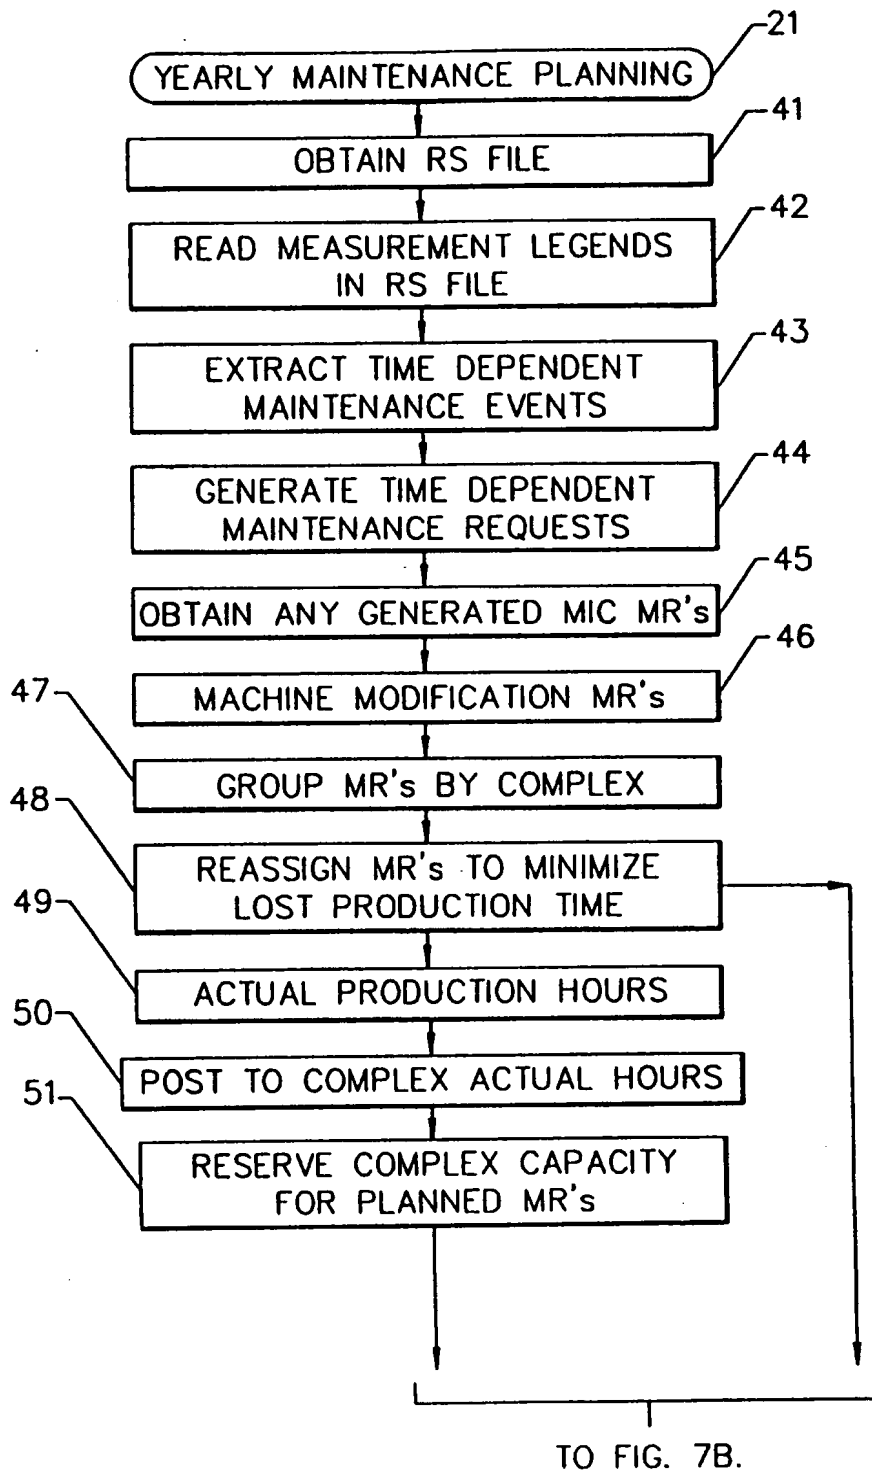 21
YEARLY MAINTENANCE PLANNING
41
OBTAIN RS FILE
42
READ MEASUREMENT LEGENDS
IN RS FILE
43
EXTRACT TIME DEPENDENT
MAINTENANCE EVENTS
44
GENERATE TIME DEPENDENT
MAINTENANCE REQUESTS
45
OBTAIN ANY GENERATED MIC MR's
46
MACHINE MODIFICATION MR's
47
GROUP MR's BY COMPLEX
48
REASSIGN MR's TO MINIMIZE
LOST PRODUCTION TIME
49
ACTUAL PRODUCTION HOURS
50
POST TO COMPLEX ACTUAL HOURS
51
RESERVE COMPLEX CAPACITY
FOR PLANNED MR's
TO FIG. 7B.